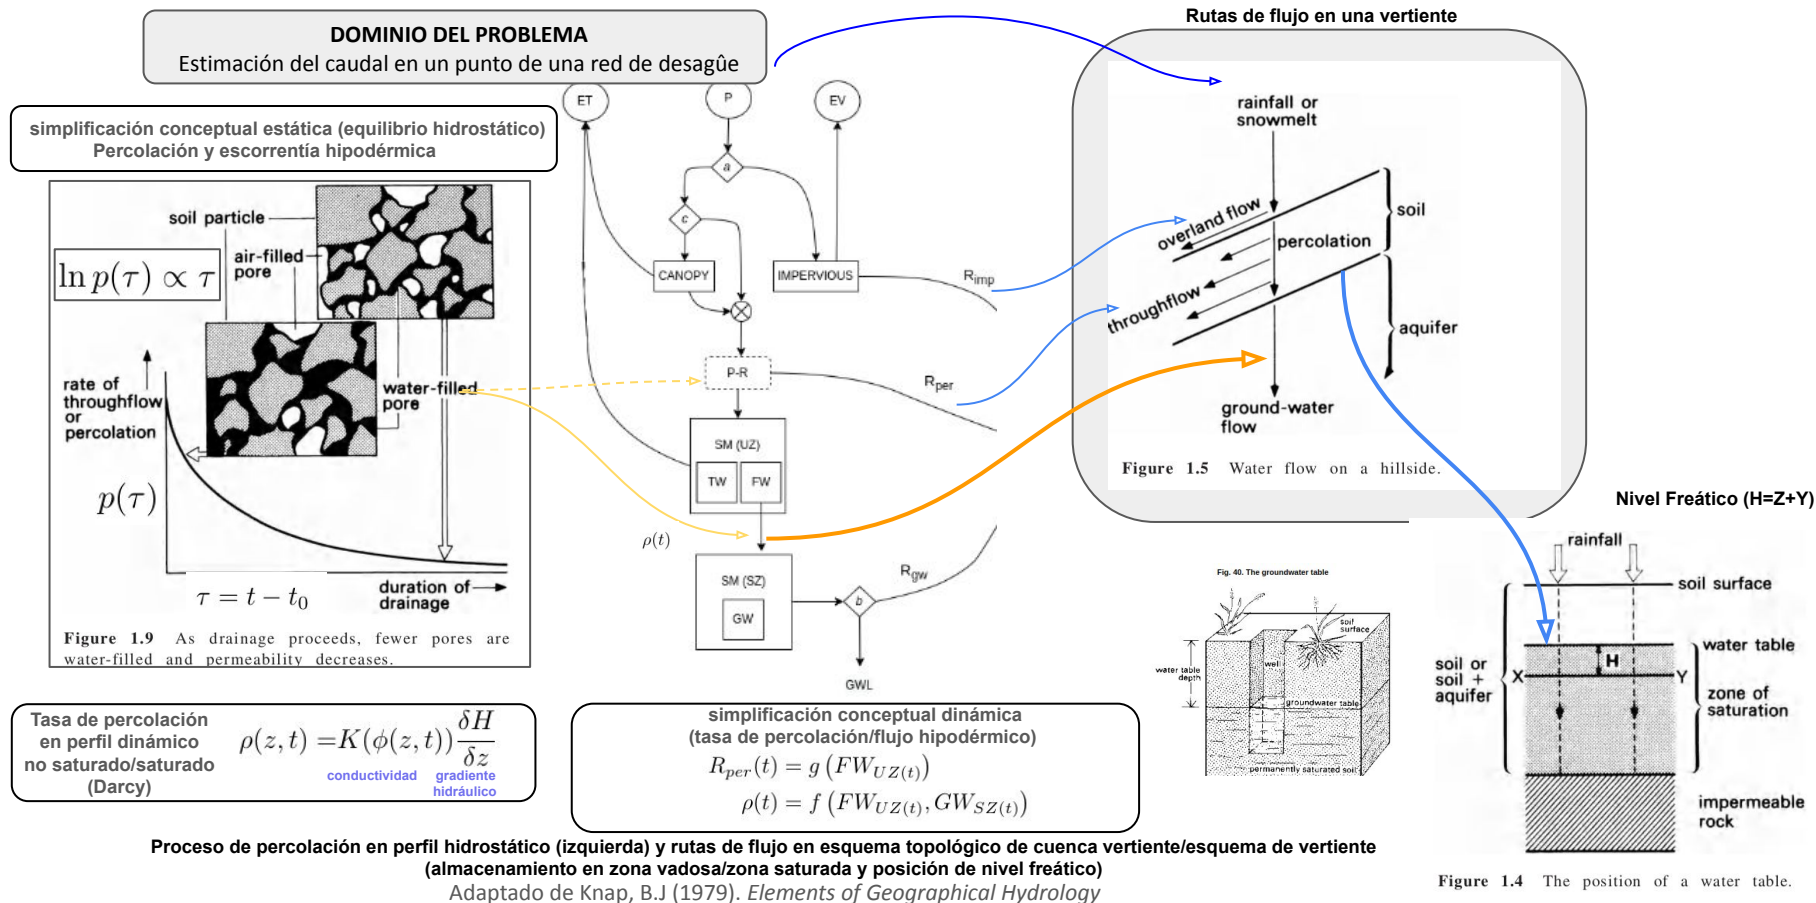 DOMINIO DEL PROBLEMA
Estimación del caudal en un punto de una red de desagûe
Rutas de flujo en una vertiente
simplificación conceptual estática (equilibrio hidrostático)
Percolación y escorrentía hipodérmica
soil particle
air-filled
pore
ln p(τ) ∝ τ
rate of
throughflow
or
percolation
water-filled
pore
p(τ)
τ = t − t₀
duration of
drainage
Figure 1.9 As drainage proceeds, fewer pores are
water-filled and permeability decreases.
ET
P
EV
a
c
CANOPY
IMPERVIOUS
R_imp
P-R
R_per
SM (UZ)
TW
FW
ρ(t)
SM (SZ)
GW
b
R_gw
GWL
rainfall or
snowmelt
overland flow
soil
percolation
throughflow
aquifer
ground-water
flow
Figure 1.5 Water flow on a hillside.
Nivel Freático (H=Z+Y)
rainfall
soil surface
water table
H
X
Y
soil or
soil +
aquifer
zone of
saturation
impermeable
rock
Figure 1.4 The position of a water table.
Fig. 40. The groundwater table
soil
surface
well
water table
depth
groundwater table
permanently saturated soil
Tasa de percolación
en perfil dinámico
no saturado/saturado
(Darcy)
ρ(z, t) = K(ϕ(z, t)) δH/δz
conductividad
gradiente
hidráulico
simplificación conceptual dinámica
(tasa de percolación/flujo hipodérmico)
R_per(t) = g (FW_UZ(t))
ρ(t) = f (FW_UZ(t), GW_SZ(t))
Proceso de percolación en perfil hidrostático (izquierda) y rutas de flujo en esquema topológico de cuenca vertiente/esquema de vertiente
(almacenamiento en zona vadosa/zona saturada y posición de nivel freático)
Adaptado de Knap, B.J (1979). Elements of Geographical Hydrology